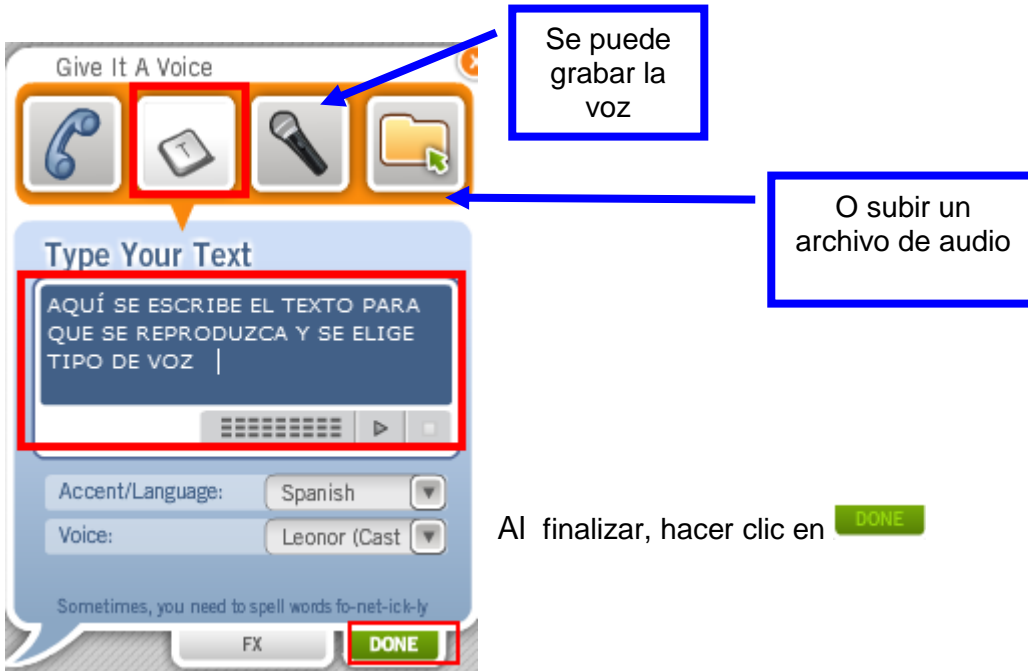 Se puede
grabar la
voz
Give It A Voice
T
O subir un
archivo de audio
Type Your Text
AQUÍ SE ESCRIBE EL TEXTO PARA
QUE SE REPRODUZCA Y SE ELIGE
TIPO DE VOZ
Accent/Language: Spanish
Voice: Leonor (Cast
Al finalizar, hacer clic en DONE
Sometimes, you need to spell words fo-net-ick-ly
FX DONE